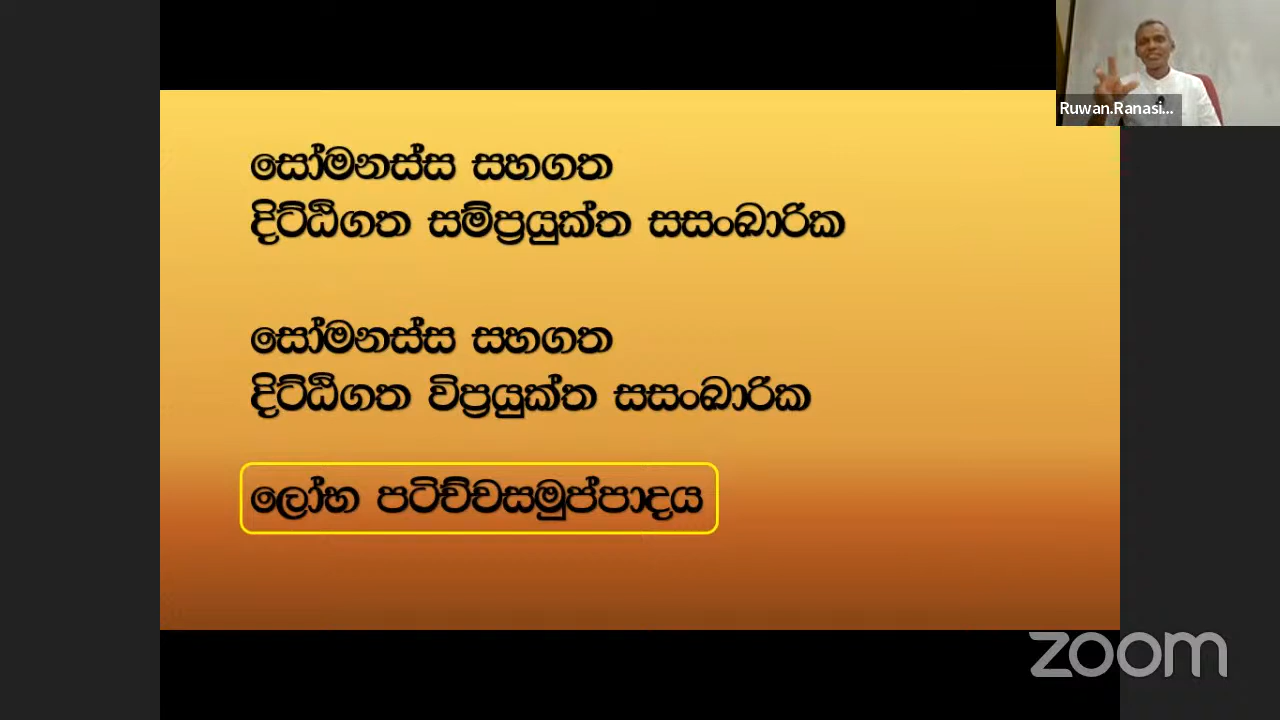 Ruwan.Ranasi...
සෝමනස්ස සහගත
දිට්ඨිගත සම්ප්‍රයුක්ත සසංඛාරික
සෝමනස්ස සහගත
දිට්ඨිගත විප්‍රයුක්ත සසංඛාරික
ලෝභ පටිච්චසමුප්පාදය
zoom